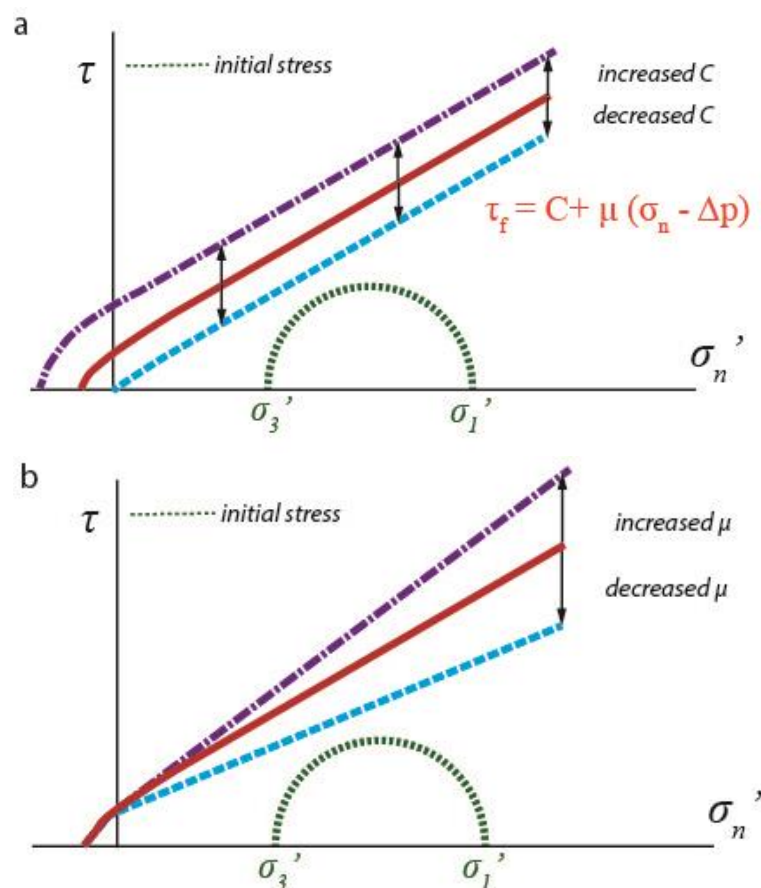 a
τ
initial stress
increased C
decreased C
τf = C+ μ (σn - Δp)
σn’
σ3’
σ1’
b
τ
initial stress
increased μ
decreased μ
σn’
σ3’
σ1’